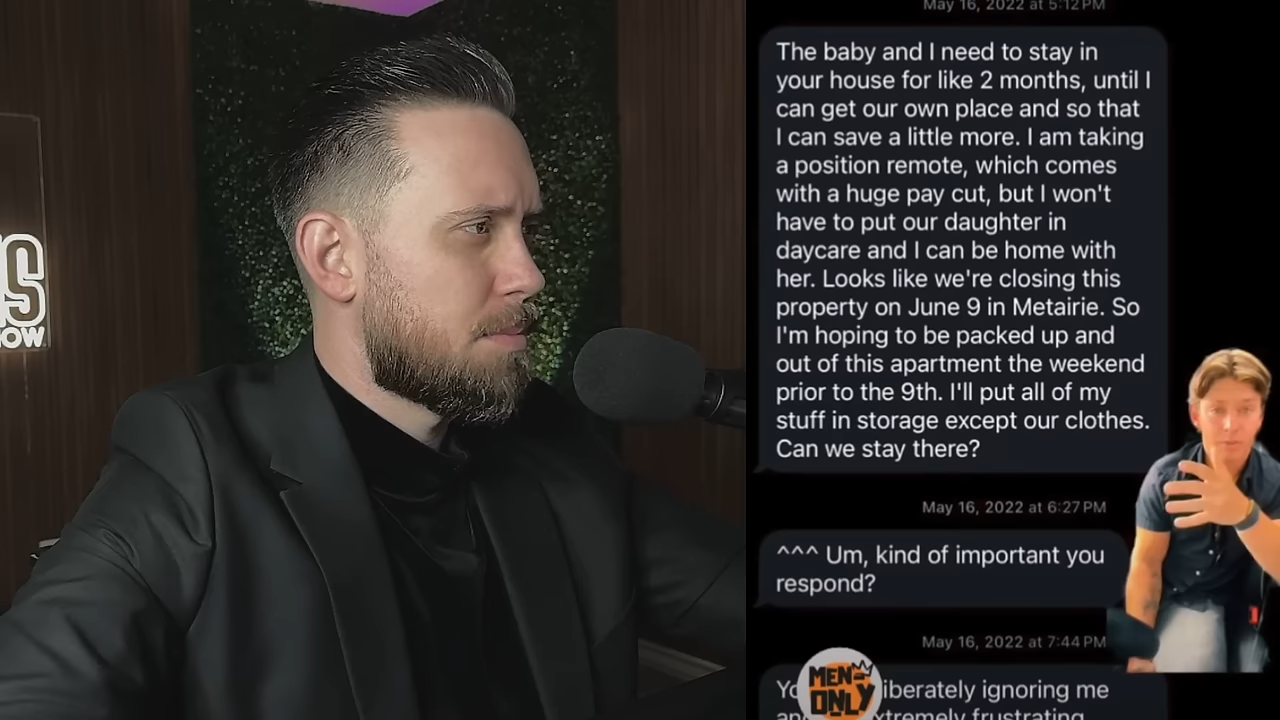 S
OW
May 16, 2022 at 5:12 PM
The baby and I need to stay in
your house for like 2 months, until I
can get our own place and so that
I can save a little more. I am taking
a position remote, which comes
with a huge pay cut, but I won't
have to put our daughter in
daycare and I can be home with
her. Looks like we're closing this
property on June 9 in Metairie. So
I'm hoping to be packed up and
out of this apartment the weekend
prior to the 9th. I'll put all of my
stuff in storage except our clothes.
Can we stay there?
May 16, 2022 at 6:27 PM
^^^ Um, kind of important you
respond?
May 16, 2022 at 7:44 PM
iberately ignoring me
xtremely frustrating
MEN
ONLY